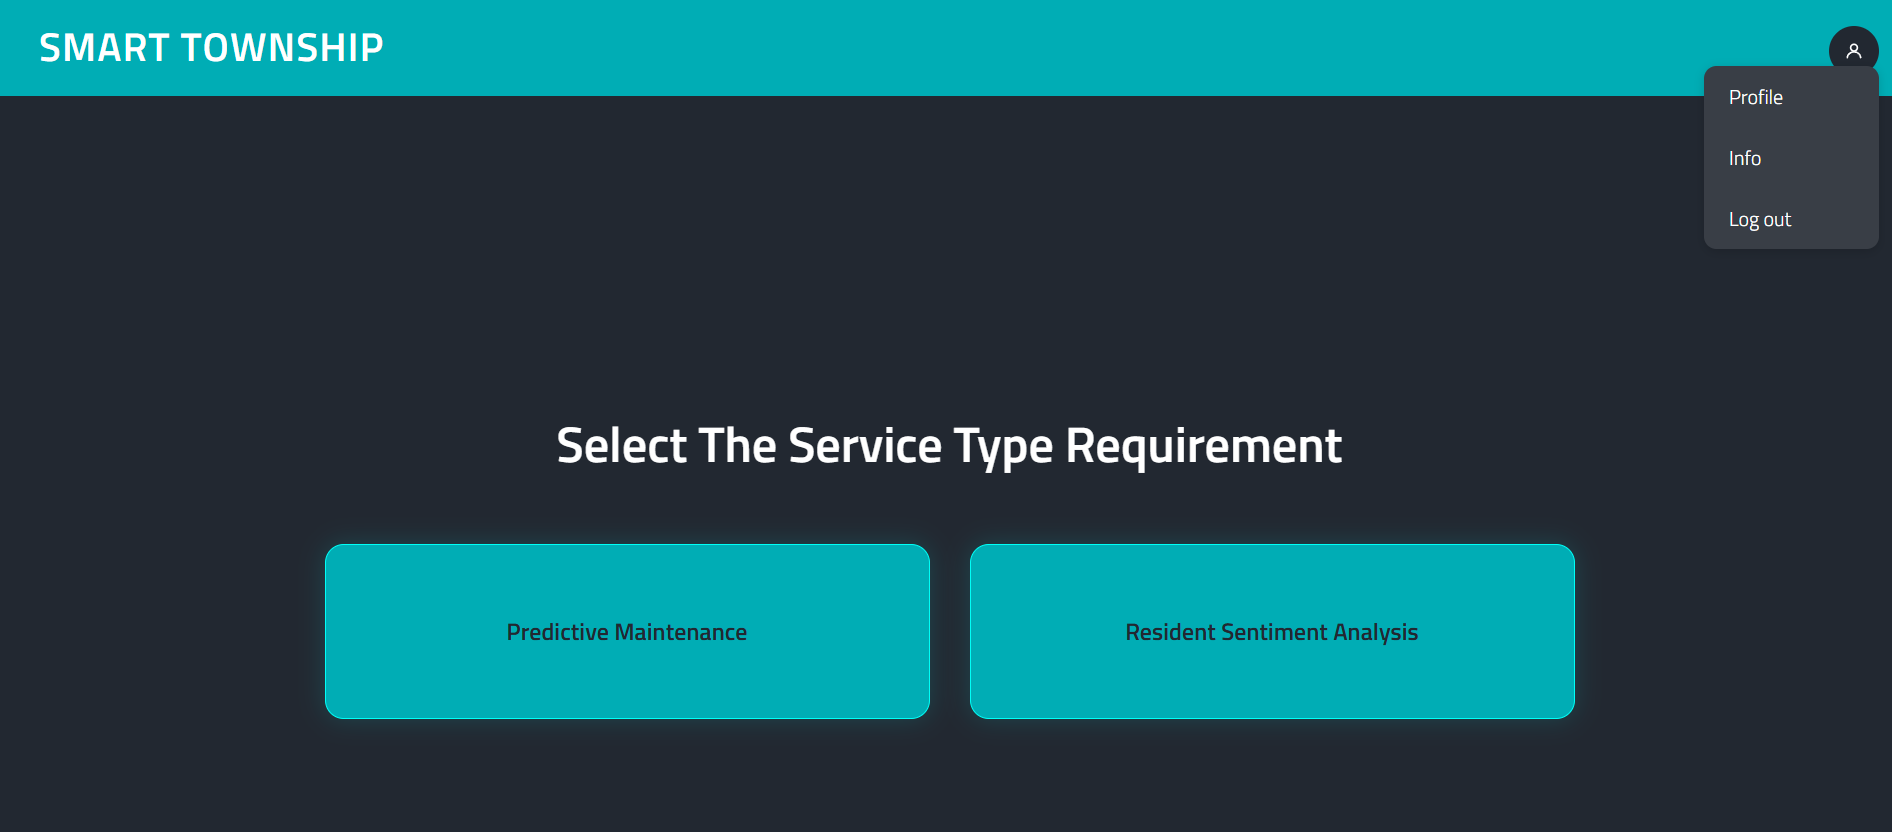 SMART TOWNSHIP
Profile
Info
Log out
Select The Service Type Requirement
Predictive Maintenance
Resident Sentiment Analysis